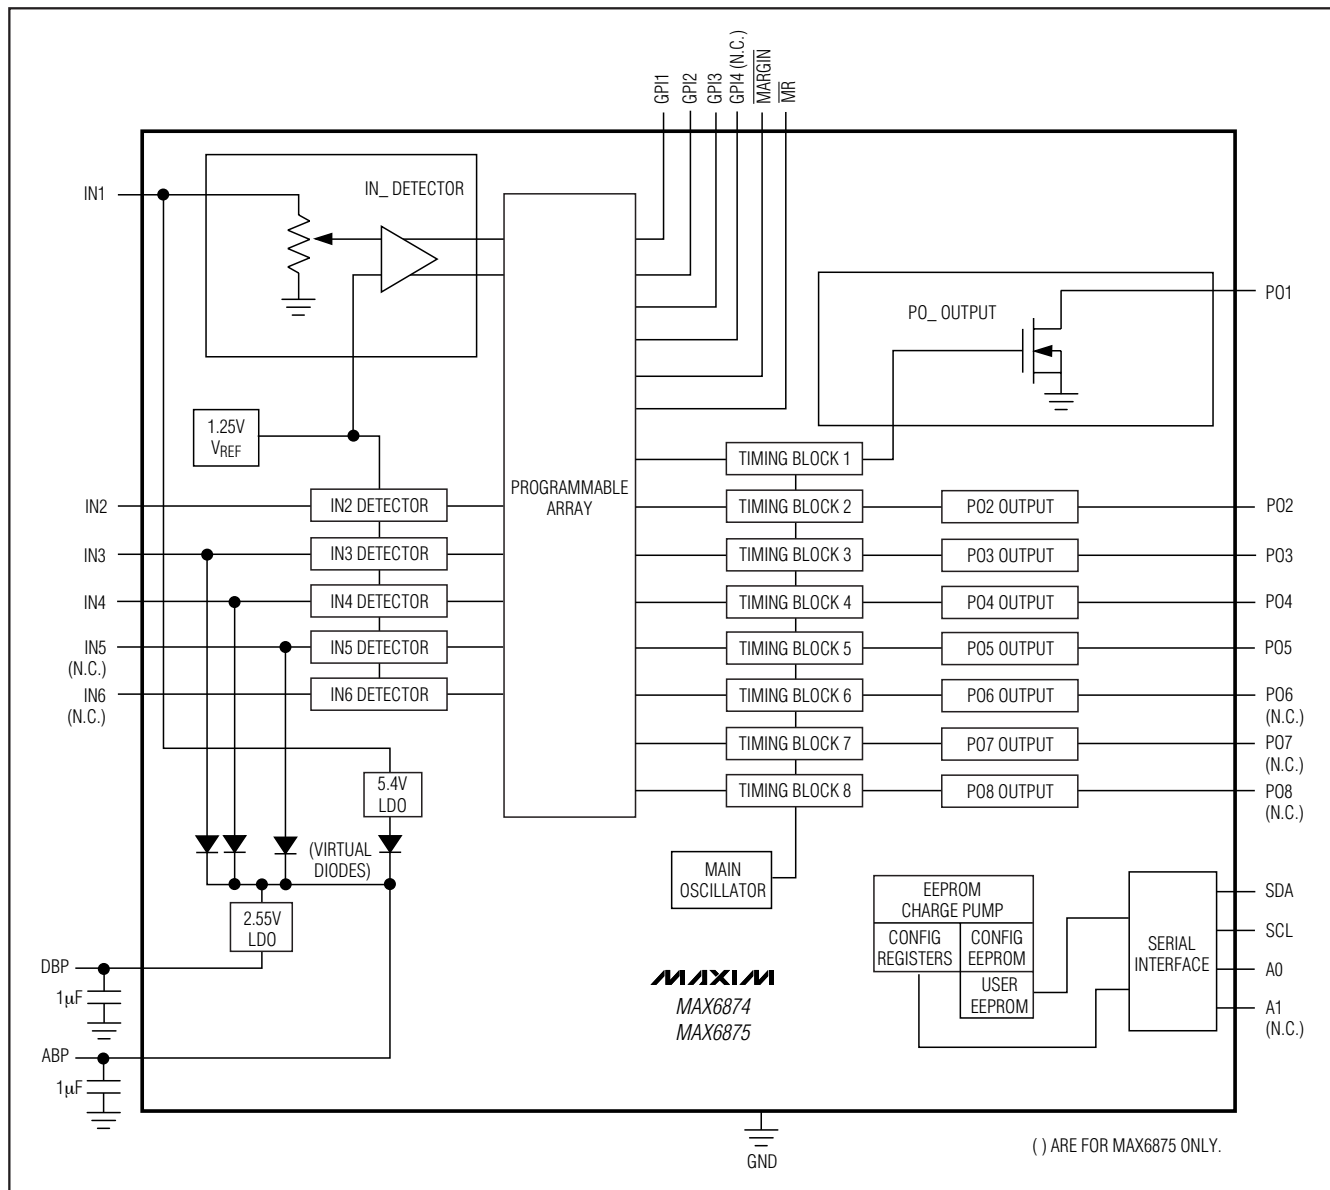 GPI1
GPI2
GPI3
GPI4 (N.C.)
MARGIN
MR
IN1
IN_ DETECTOR
PO_ OUTPUT
PO1
1.25V
VREF
PROGRAMMABLE
ARRAY
TIMING BLOCK 1
IN2
IN2 DETECTOR
TIMING BLOCK 2
PO2 OUTPUT
PO2
IN3
IN3 DETECTOR
TIMING BLOCK 3
PO3 OUTPUT
PO3
IN4
IN4 DETECTOR
TIMING BLOCK 4
PO4 OUTPUT
PO4
IN5
(N.C.)
IN5 DETECTOR
TIMING BLOCK 5
PO5 OUTPUT
PO5
IN6
(N.C.)
IN6 DETECTOR
TIMING BLOCK 6
PO6 OUTPUT
PO6
(N.C.)
TIMING BLOCK 7
PO7 OUTPUT
PO7
(N.C.)
5.4V
LDO
TIMING BLOCK 8
PO8 OUTPUT
PO8
(N.C.)
(VIRTUAL
DIODES)
MAIN
OSCILLATOR
2.55V
LDO
EEPROM
CHARGE PUMP
CONFIG
REGISTERS
CONFIG
EEPROM
USER
EEPROM
SERIAL
INTERFACE
SDA
SCL
A0
A1
(N.C.)
DBP
1µF
ABP
1µF
MAXIM
MAX6874
MAX6875
GND
( ) ARE FOR MAX6875 ONLY.